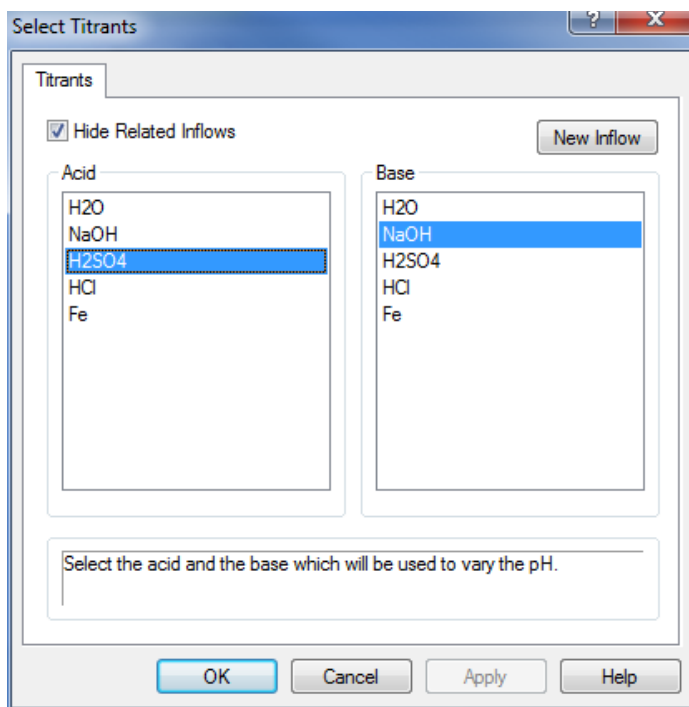 Select Titrants
?
X
Titrants
Hide Related Inflows
New Inflow
Acid
H2O
NaOH
H2SO4
HCl
Fe
Base
H2O
NaOH
H2SO4
HCl
Fe
Select the acid and the base which will be used to vary the pH.
OK
Cancel
Apply
Help